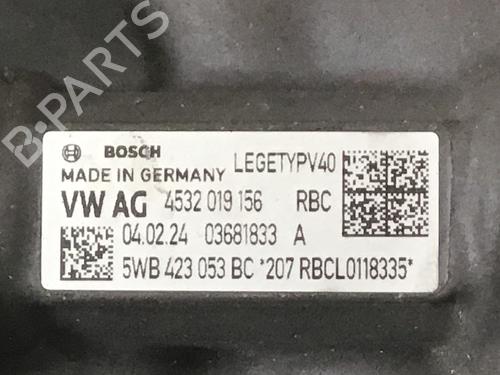 B-PARTS
BOSCH LEGETYPV40
MADE IN GERMANY
VW AG 4532 019 156 RBC
04.02.24 03681833 A
5WB 423 053 BC *207 RBCL0118335*